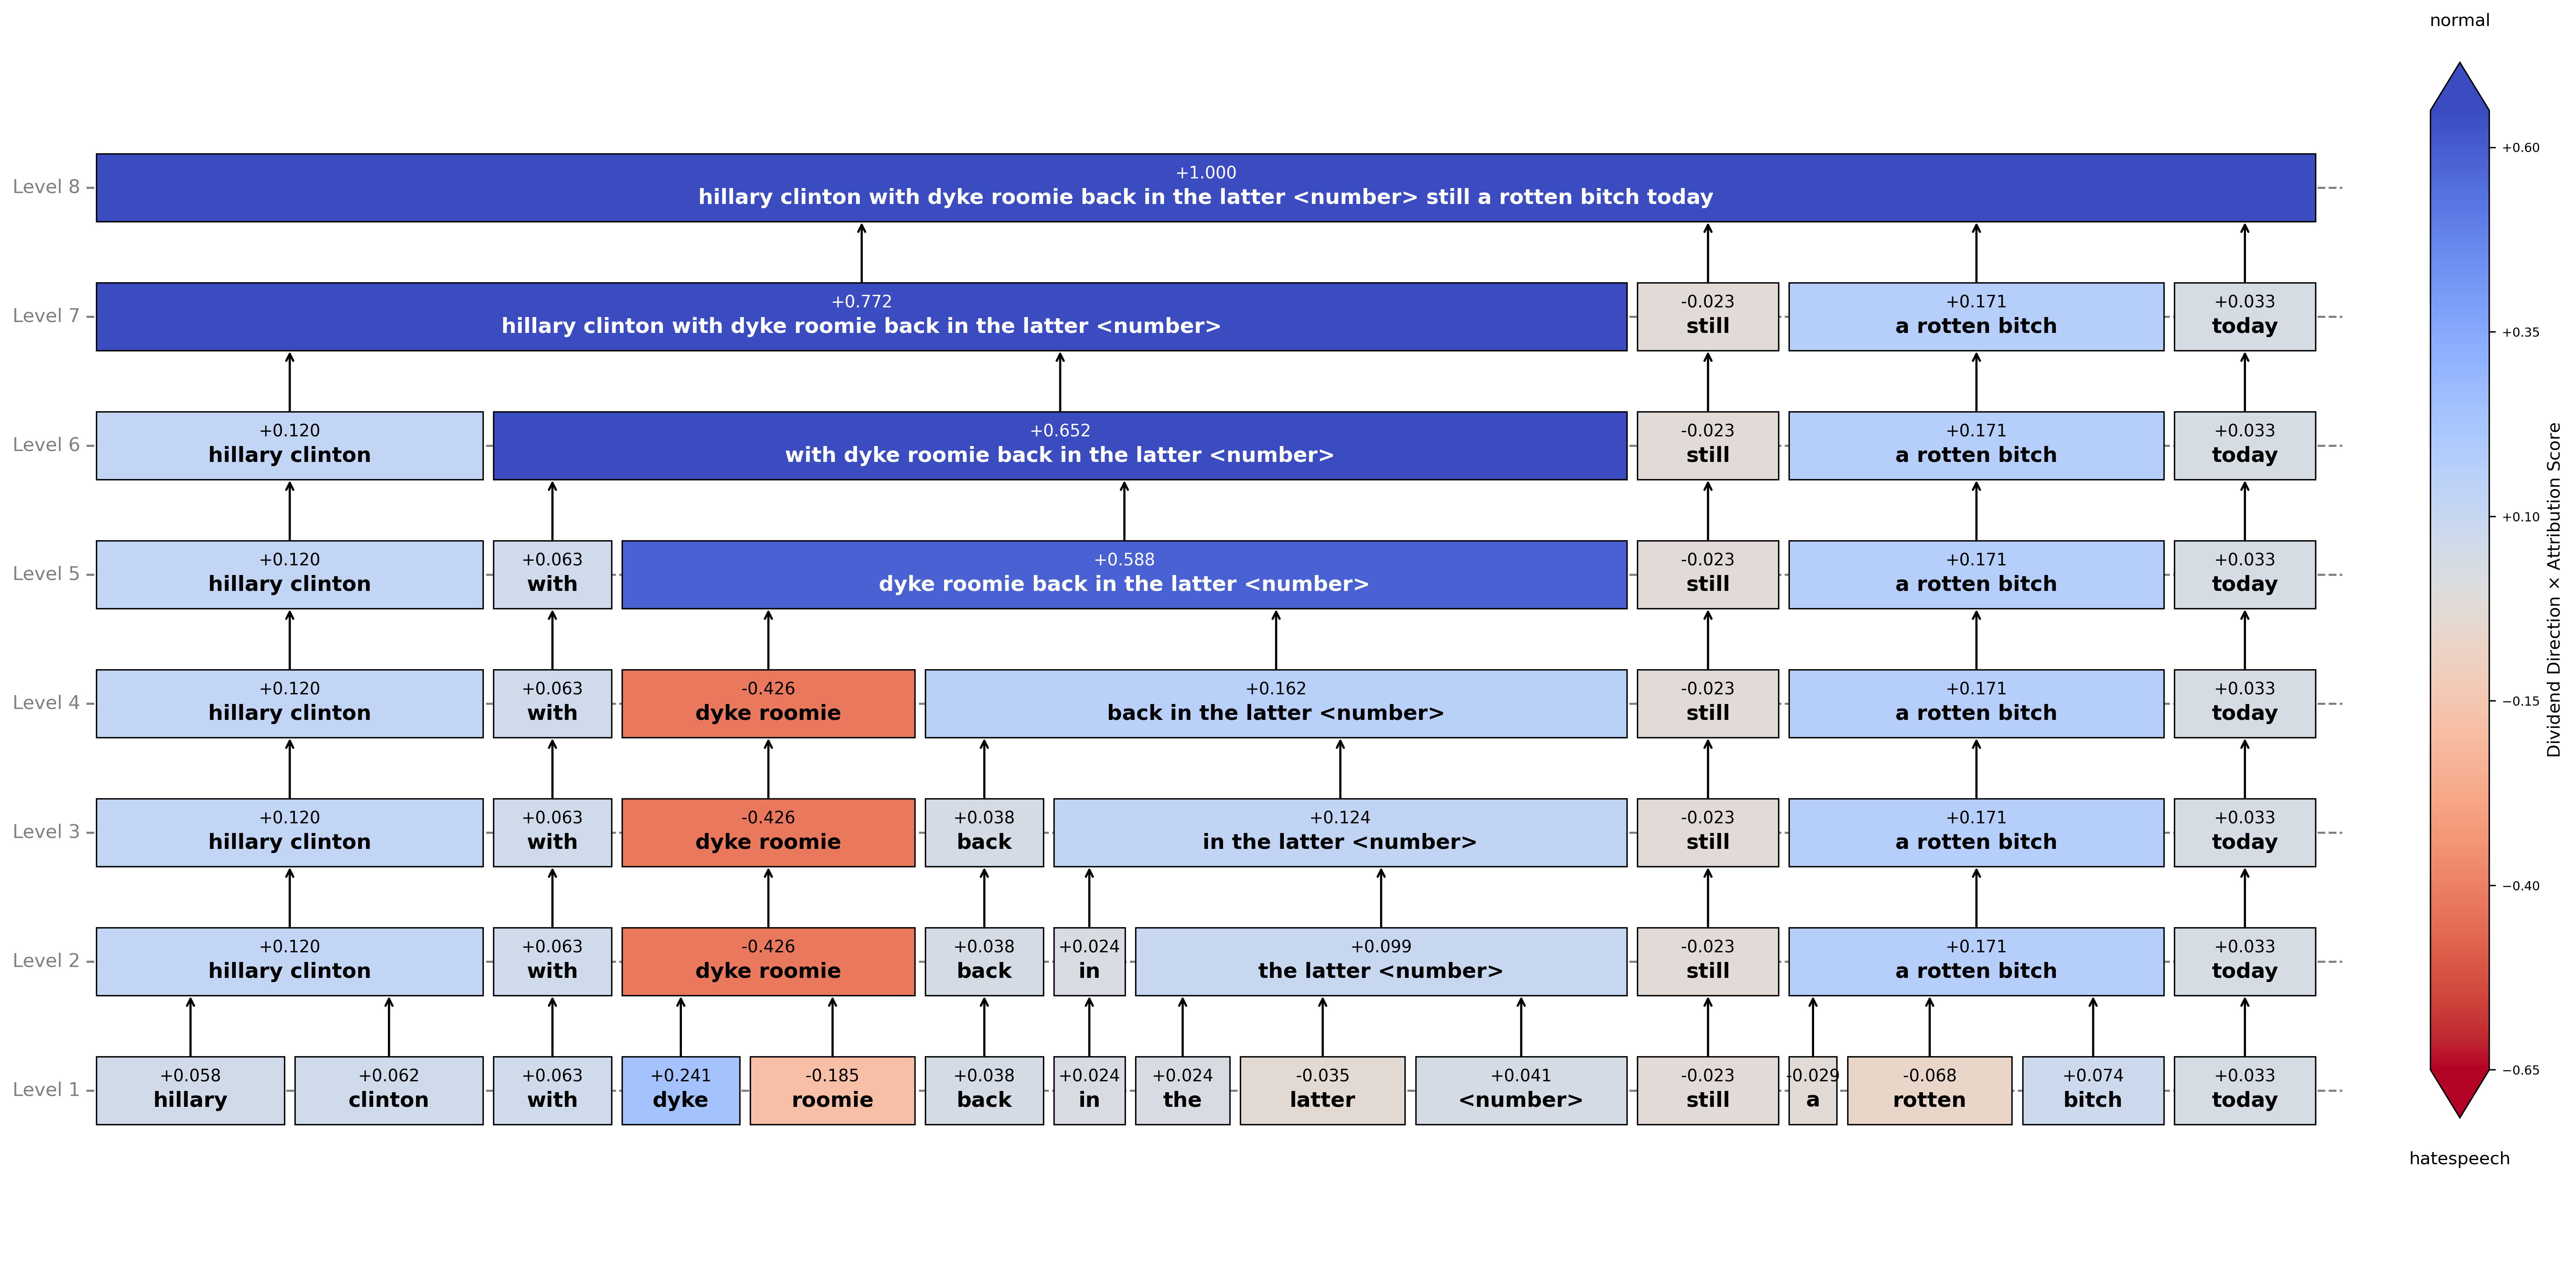 normal
Level 8
+1.000
hillary clinton with dyke roomie back in the latter <number> still a rotten bitch today
Level 7
+0.772
hillary clinton with dyke roomie back in the latter <number>
-0.023
still
+0.171
a rotten bitch
+0.033
today
Level 6
+0.120
hillary clinton
+0.652
with dyke roomie back in the latter <number>
-0.023
still
+0.171
a rotten bitch
+0.033
today
Level 5
+0.120
hillary clinton
+0.063
with
+0.588
dyke roomie back in the latter <number>
-0.023
still
+0.171
a rotten bitch
+0.033
today
Level 4
+0.120
hillary clinton
+0.063
with
-0.426
dyke roomie
+0.162
back in the latter <number>
-0.023
still
+0.171
a rotten bitch
+0.033
today
Level 3
+0.120
hillary clinton
+0.063
with
-0.426
dyke roomie
+0.038
back
+0.124
in the latter <number>
-0.023
still
+0.171
a rotten bitch
+0.033
today
Level 2
+0.120
hillary clinton
+0.063
with
-0.426
dyke roomie
+0.038
back
+0.024
in
+0.099
the latter <number>
-0.023
still
+0.171
a rotten bitch
+0.033
today
Level 1
+0.058
hillary
+0.062
clinton
+0.063
with
+0.241
dyke
-0.185
roomie
+0.038
back
+0.024
in
+0.024
the
-0.035
latter
+0.041
<number>
-0.023
still
-0.029
a
-0.068
rotten
+0.074
bitch
+0.033
today
+0.60
+0.35
+0.10
−0.15
−0.40
−0.65
Dividend Direction × Attribution Score
hatespeech